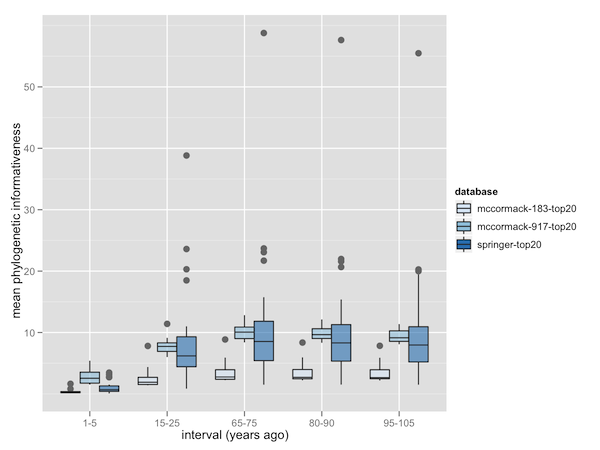 mean phylogenetic informativeness
50
40
30
20
10
1-5 15-25 65-75 80-90 95-105
interval (years ago)
database
mccormack-183-top20
mccormack-917-top20
springer-top20